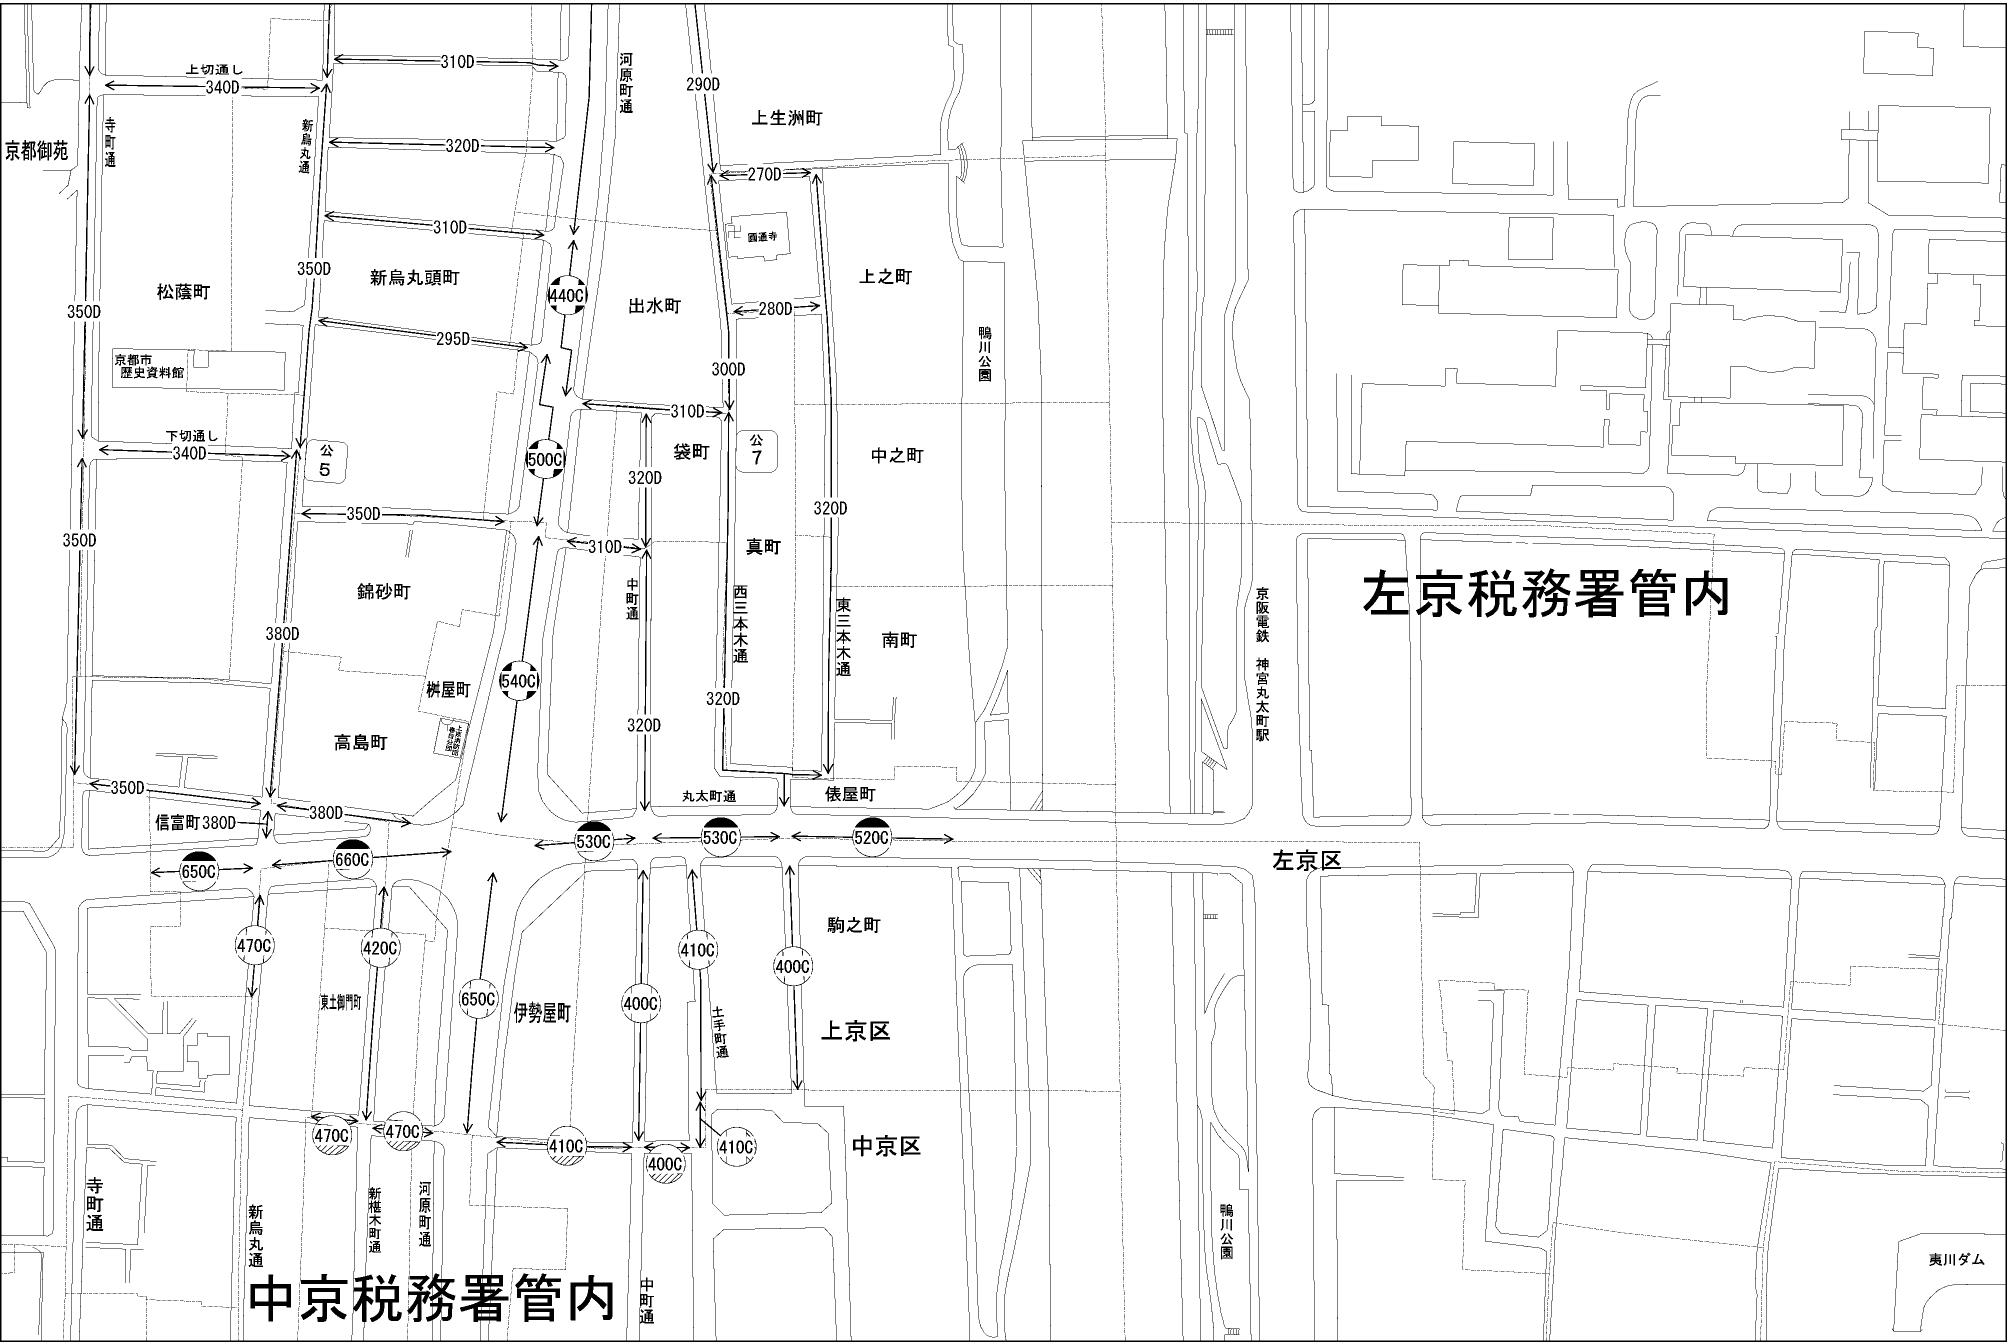 310D
河原町通
上切通し
340D
290D
寺町通
新烏丸通
上生洲町
京都御苑
320D
270D
310D
圓通寺
350D
松蔭町
新烏丸頭町
440C
出水町
上之町
350D
280D
鴨川公園
295D
京都市
歴史資料館
300D
310D
下切通し
340D
公
5
500C
袋町
公
7
中之町
320D
320D
350D
350D
310D
真町
錦砂町
中町通
西三本木通
東三本木通
京阪電鉄 神宮丸太町駅
左京税務署管内
380D
南町
540C
桝屋町
320D
320D
高島町
350D
丸太町通
俵屋町
信富町
380D
380D
530C
530C
520C
650C
660C
左京区
駒之町
470C
420C
410C
400C
650C
400C
東土御門町
伊勢屋町
土手町通
上京区
470C
470C
410C
400C
410C
中京区
寺町通
新烏丸通
新椹木町通
河原町通
鴨川公園
夷川ダム
中京税務署管内
中町通